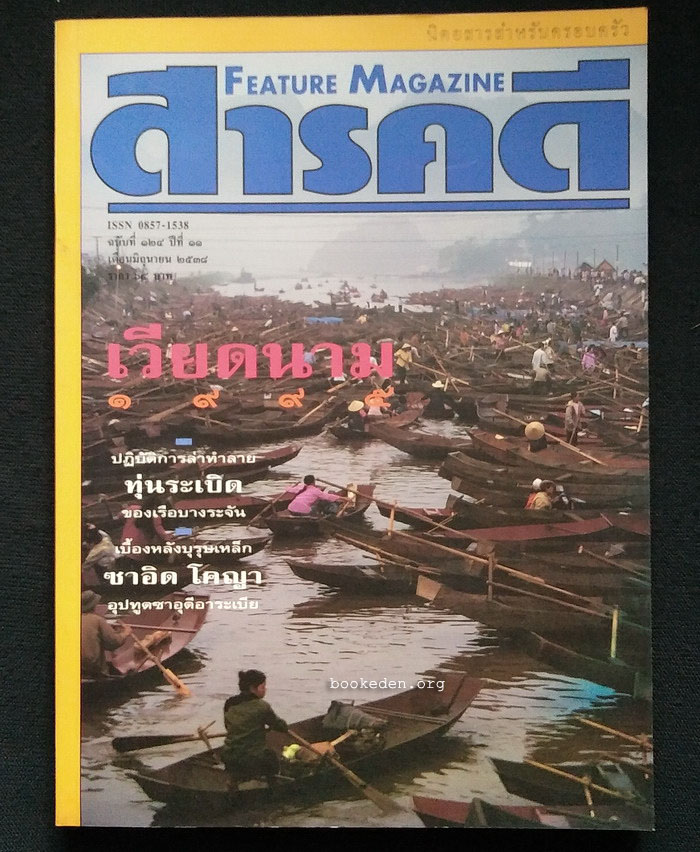 นิตยสารสำหรับครอบครัว
FEATURE MAGAZINE
สารคดี
ISSN 0857-1538
ฉบับที่ ๑๒๔ ปีที่ ๑๑
เดือนมิถุนายน ๒๕๓๘
ราคา บาท
เวียดนาม
๑๙๙๕
ปฏิบัติการล่าทำลาย
ทุ่นระเบิด
ของเรือบางระจัน
เบื้องหลังบุรุษเหล็ก
ซาอิด โคญา
อุปทูตซาอุดีอาระเบีย
bookeden.org